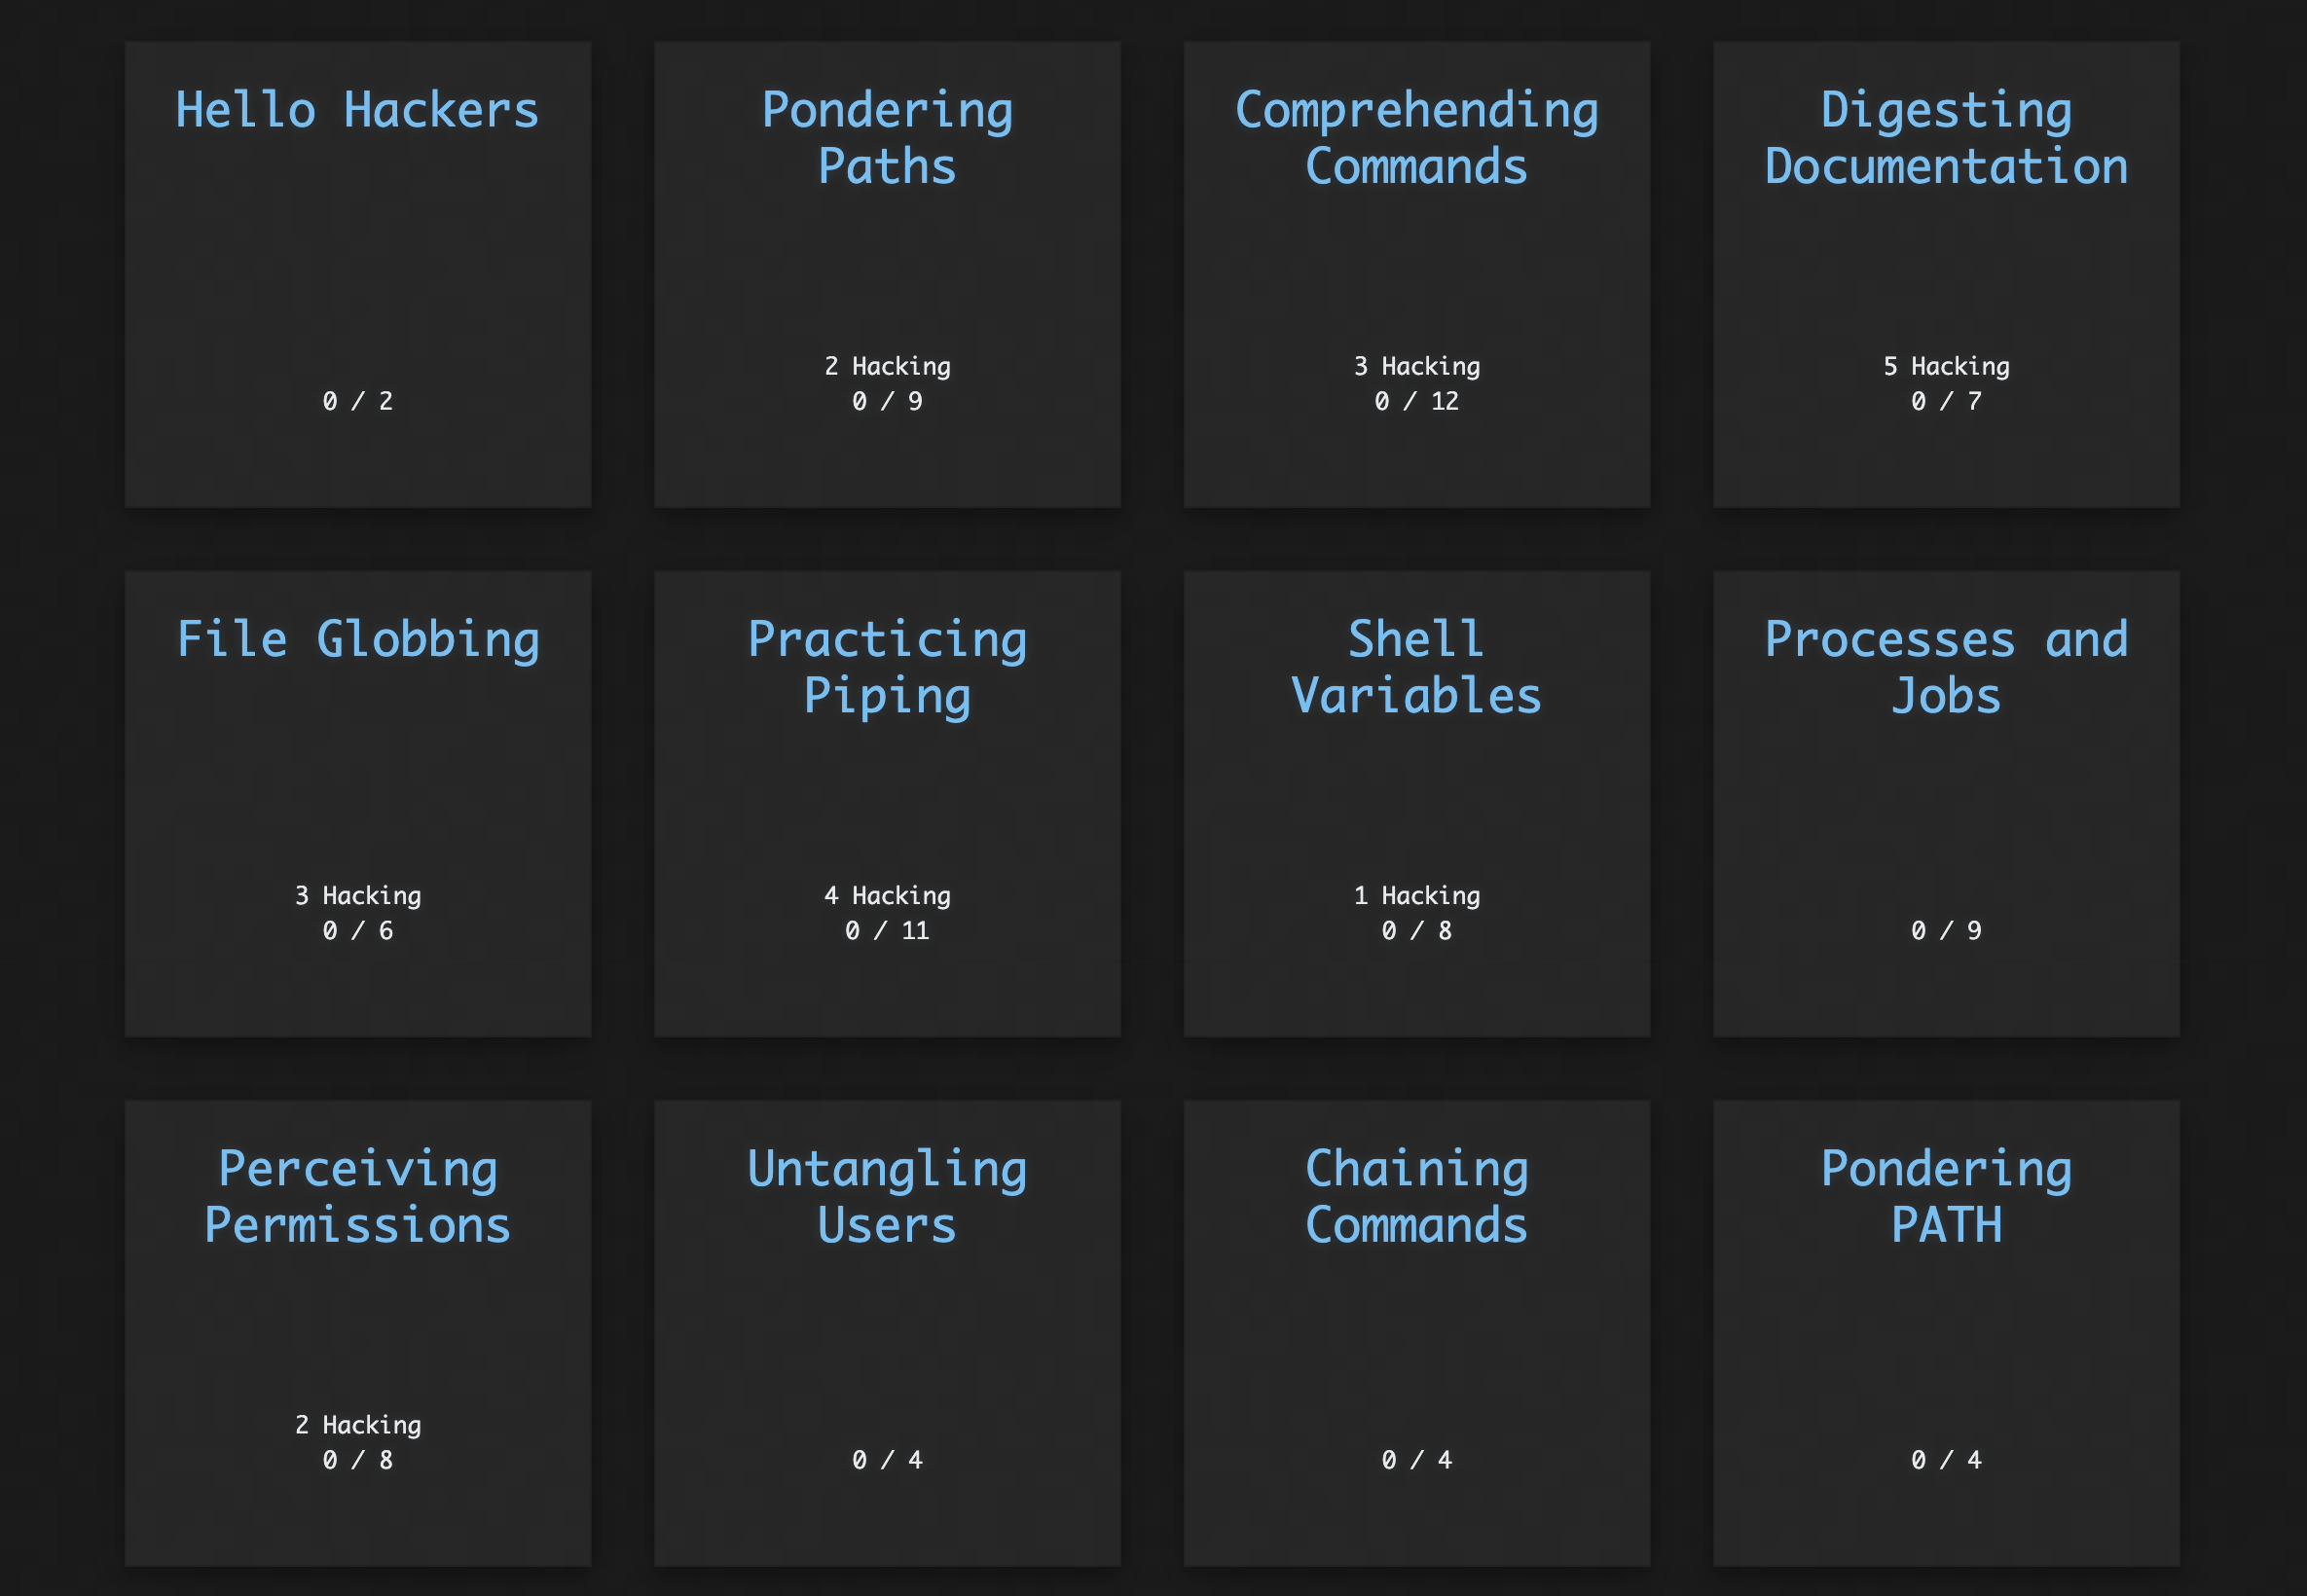 Hello Hackers
0 / 2
Pondering
Paths
2 Hacking
0 / 9
Comprehending
Commands
3 Hacking
0 / 12
Digesting
Documentation
5 Hacking
0 / 7
File Globbing
3 Hacking
0 / 6
Practicing
Piping
4 Hacking
0 / 11
Shell
Variables
1 Hacking
0 / 8
Processes and
Jobs
0 / 9
Perceiving
Permissions
2 Hacking
0 / 8
Untangling
Users
0 / 4
Chaining
Commands
0 / 4
Pondering
PATH
0 / 4